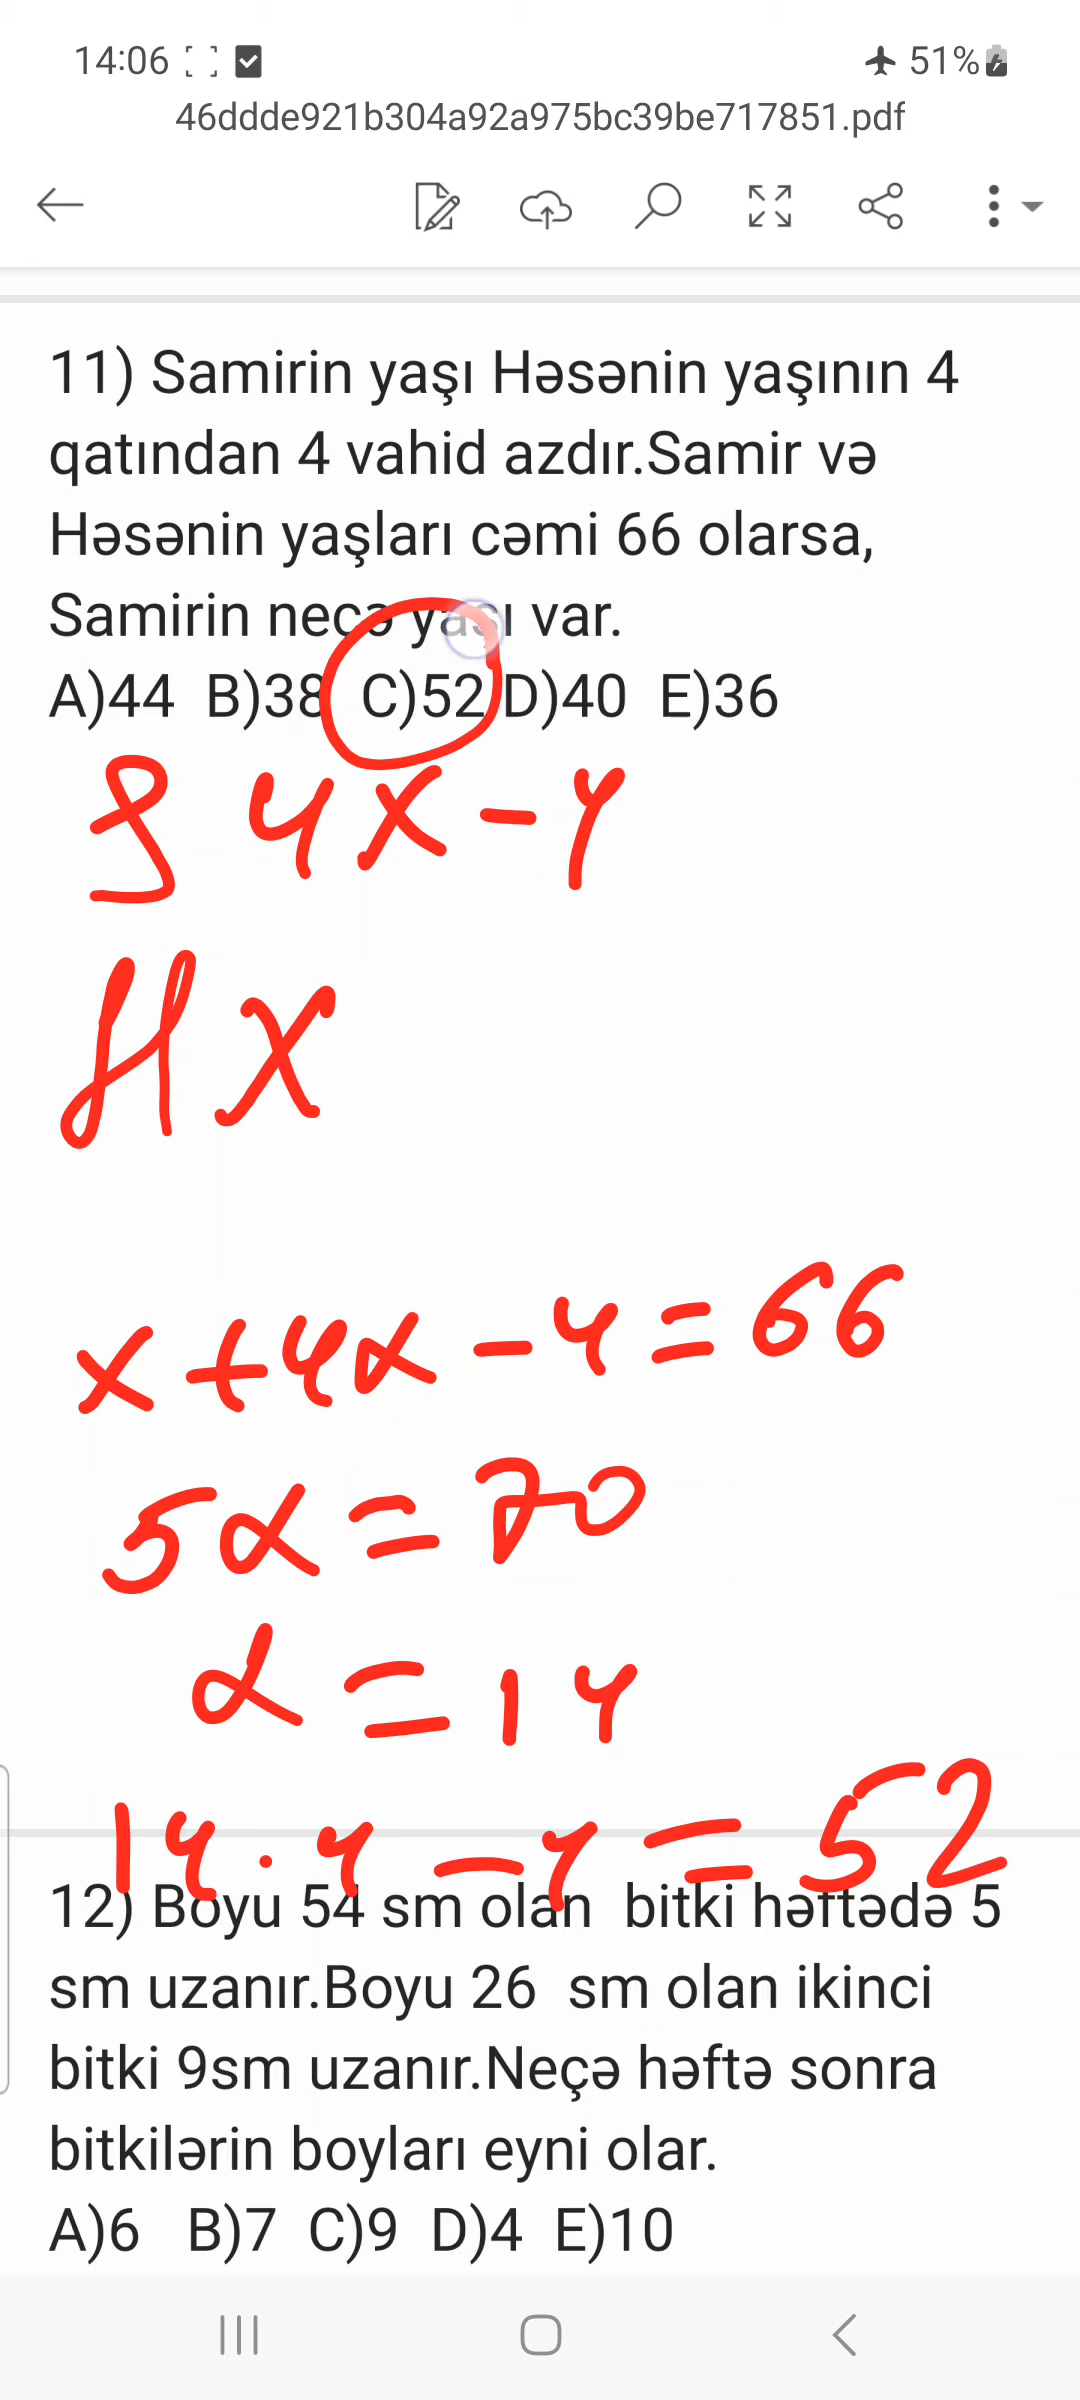 14:06 51%
46ddde921b304a92a975bc39be717851.pdf
11) Samirin yaşı Həsənin yaşının 4
qatından 4 vahid azdır.Samir və
Həsənin yaşları cəmi 66 olarsa,
Samirin neçə yaşı var.
A)44 B)38 C)52 D)40 E)36
S 4x-4
H x
x+4x-4=66
5x=70
x=14
14·4-4=52
12) Boyu 54 sm olan bitki həftədə 5
sm uzanır.Boyu 26 sm olan ikinci
bitki 9sm uzanır.Neçə həftə sonra
bitkilərin boyları eyni olar.
A)6 B)7 C)9 D)4 E)10